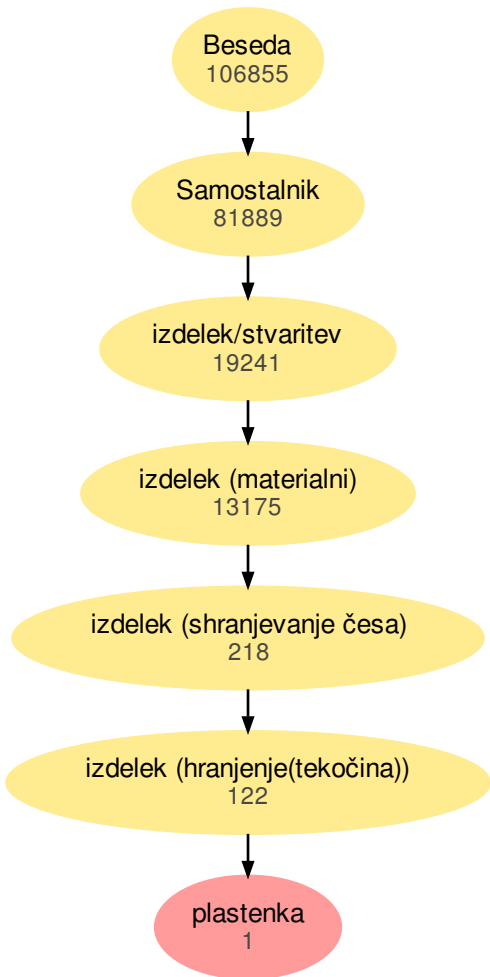 Beseda
106855
Samostalnik
81889
izdelek/stvaritev
19241
izdelek (materialni)
13175
izdelek (shranjevanje česa)
218
izdelek (hranjenje(tekočina))
122
plastenka
1